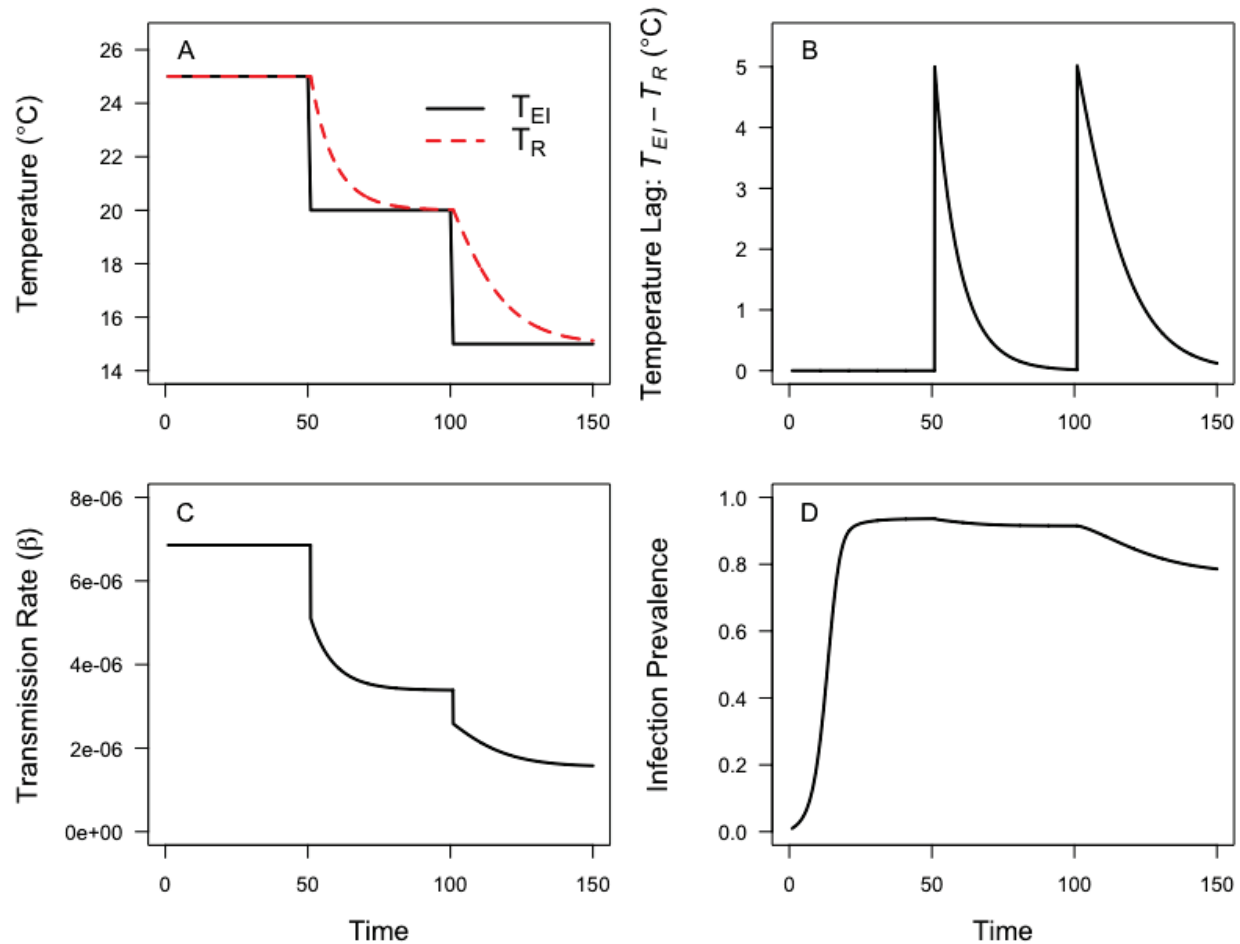 A
26
24
22
20
18
16
14
Temperature (°C)
T_EI
T_R
0 50 100 150
B
5
4
3
2
1
0
Temperature Lag: T_EI − T_R (°C)
0 50 100 150
C
8e-06
6e-06
4e-06
2e-06
0e+00
Transmission Rate (β)
0 50 100 150
Time
D
1.0
0.8
0.6
0.4
0.2
0.0
Infection Prevalence
0 50 100 150
Time